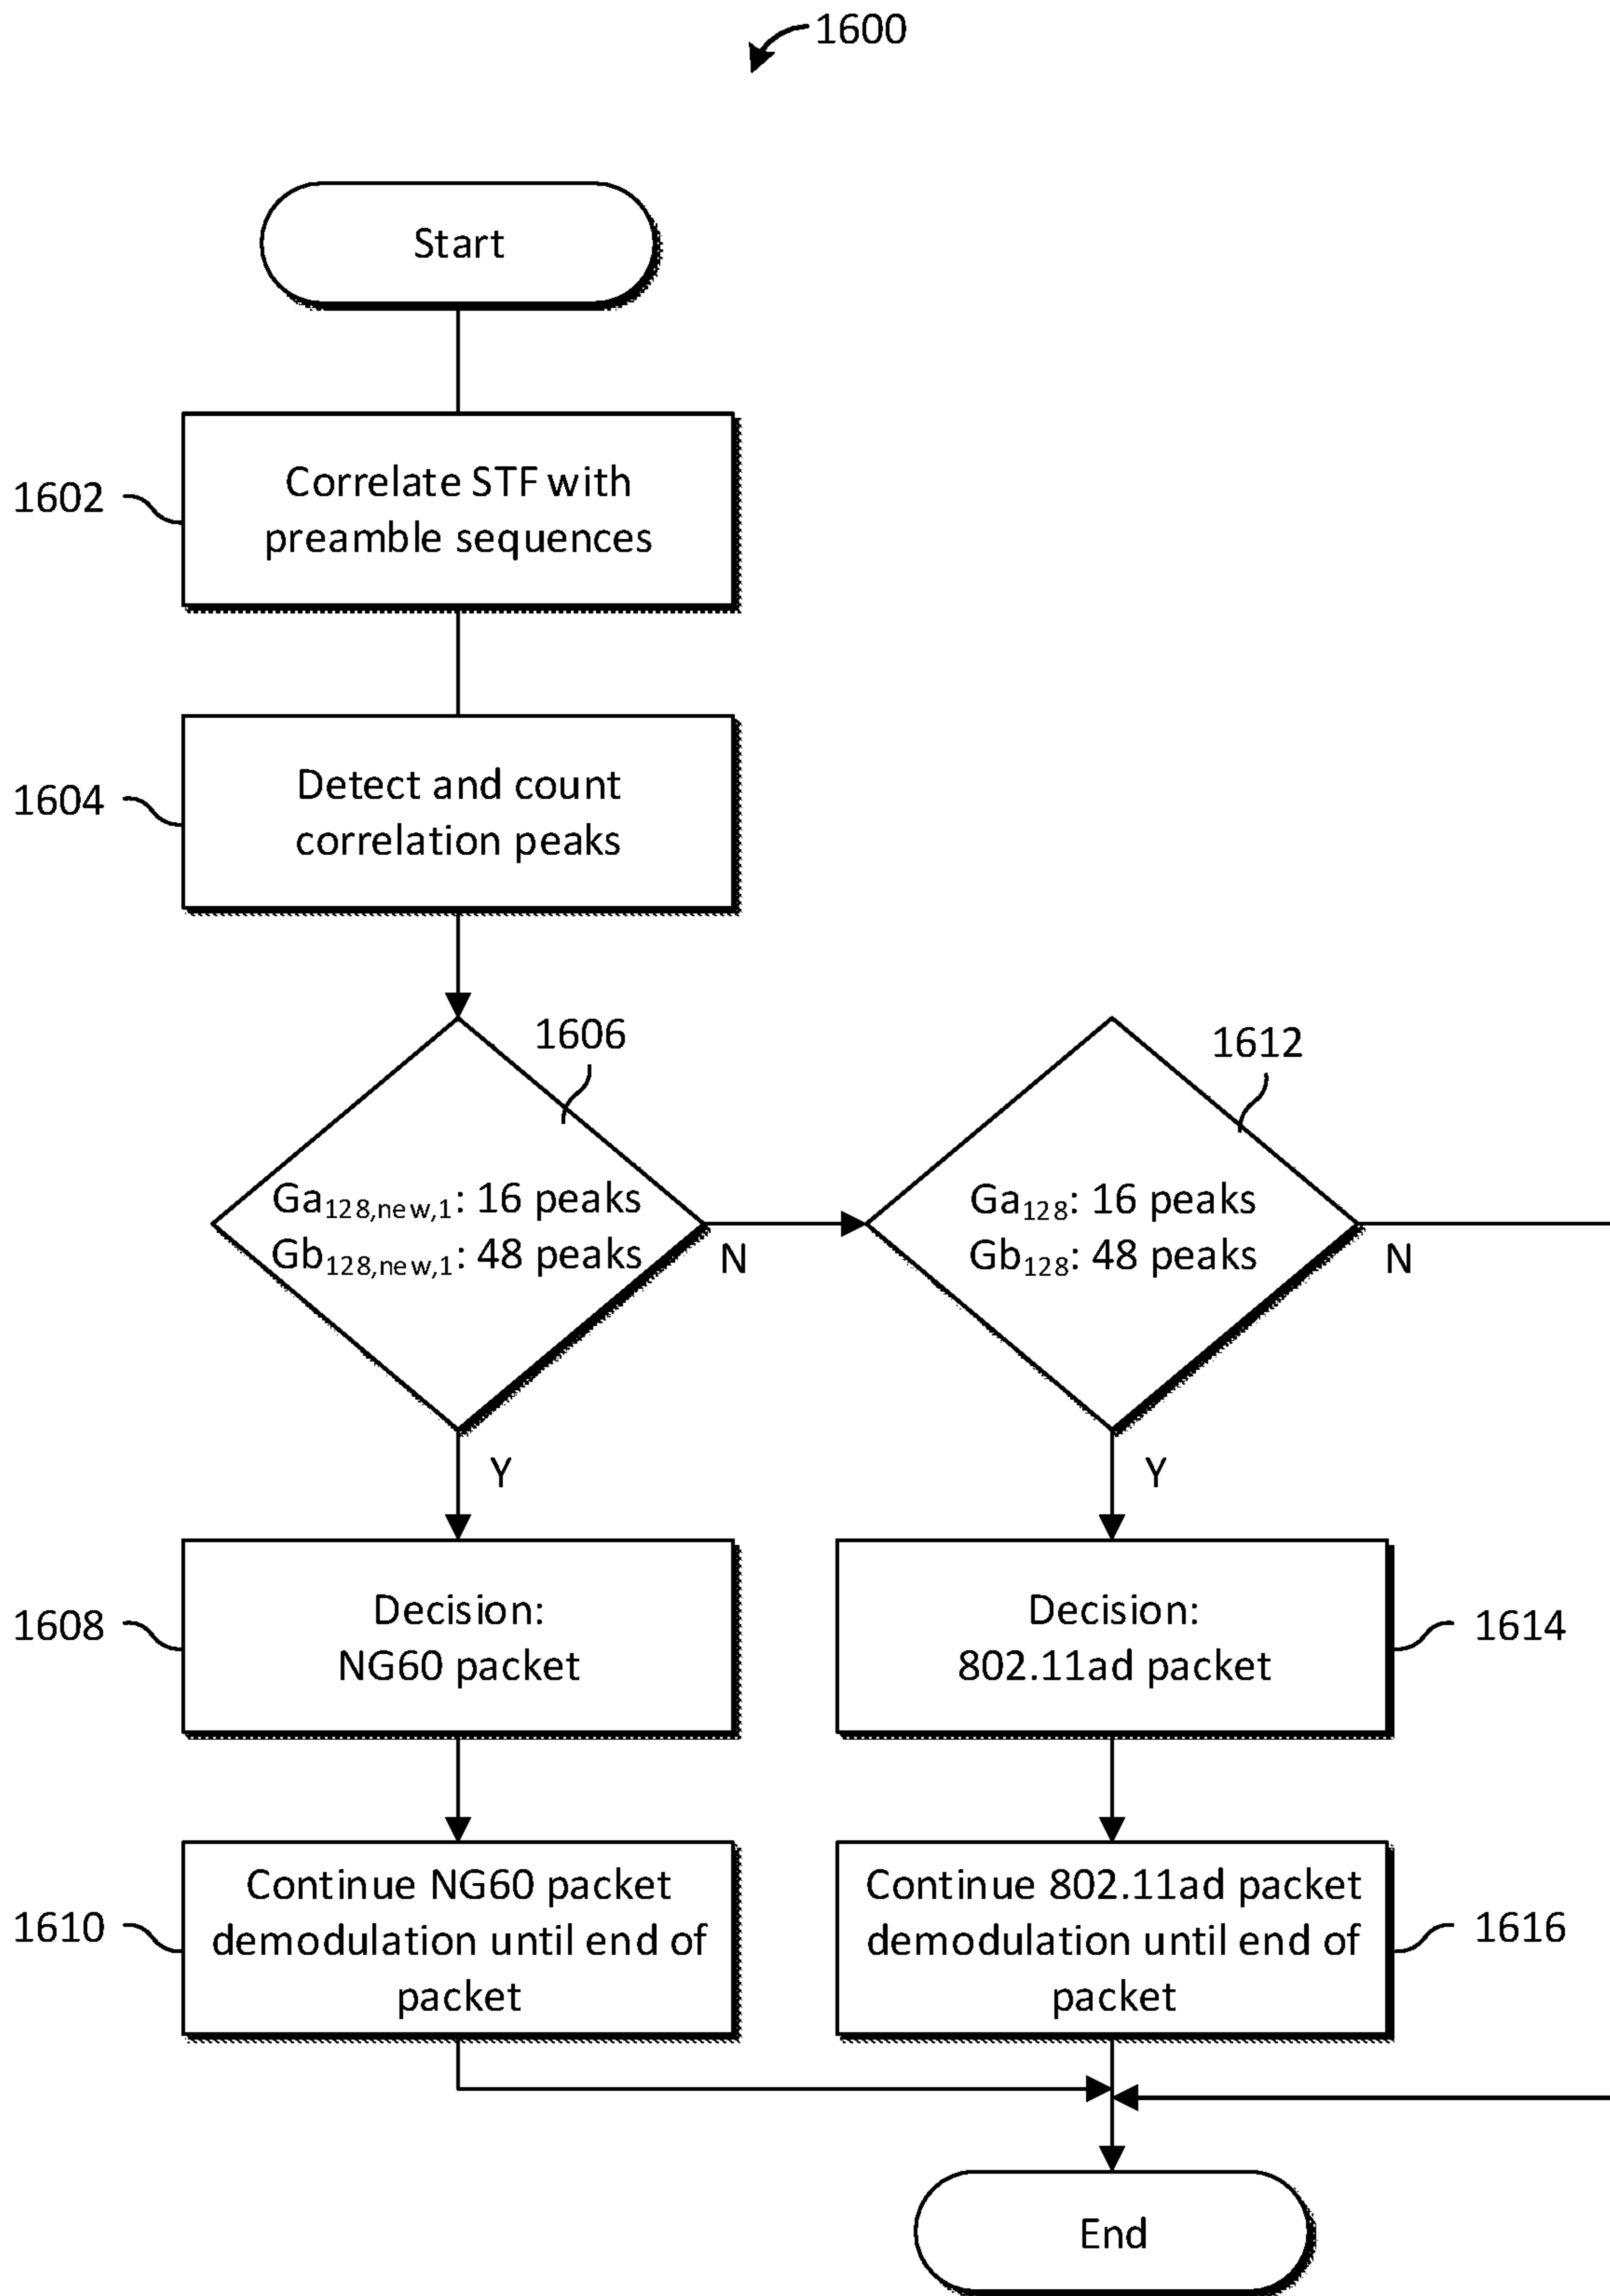 1600
Start
1602
Correlate STF with
preamble sequences
1604
Detect and count
correlation peaks
1606
Ga128,new,1: 16 peaks
Gb128,new,1: 48 peaks
N
Y
1612
Ga128: 16 peaks
Gb128: 48 peaks
N
Y
1608
Decision:
NG60 packet
Decision:
802.11ad packet
1614
1610
Continue NG60 packet
demodulation until end of
packet
Continue 802.11ad packet
demodulation until end of
packet
1616
End